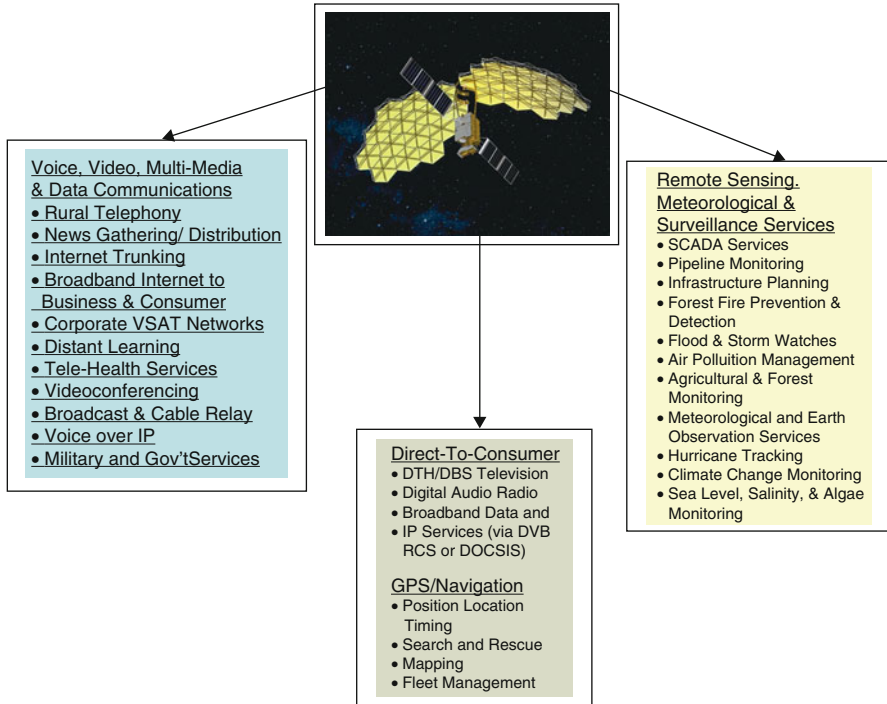 Voice, Video, Multi-Media
& Data Communications
• Rural Telephony
• News Gathering/ Distribution
• Internet Trunking
• Broadband Internet to
Business & Consumer
• Corporate VSAT Networks
• Distant Learning
• Tele-Health Services
• Videoconferencing
• Broadcast & Cable Relay
• Voice over IP
• Military and Gov'tServices
Direct-To-Consumer
• DTH/DBS Television
• Digital Audio Radio
• Broadband Data and
• IP Services (via DVB
RCS or DOCSIS)
GPS/Navigation
• Position Location
Timing
• Search and Rescue
• Mapping
• Fleet Management
Remote Sensing.
Meteorological &
Surveillance Services
• SCADA Services
• Pipeline Monitoring
• Infrastructure Planning
• Forest Fire Prevention &
Detection
• Flood & Storm Watches
• Air Polluition Management
• Agricultural & Forest
Monitoring
• Meteorological and Earth
Observation Services
• Hurricane Tracking
• Climate Change Monitoring
• Sea Level, Salinity, & Algae
Monitoring